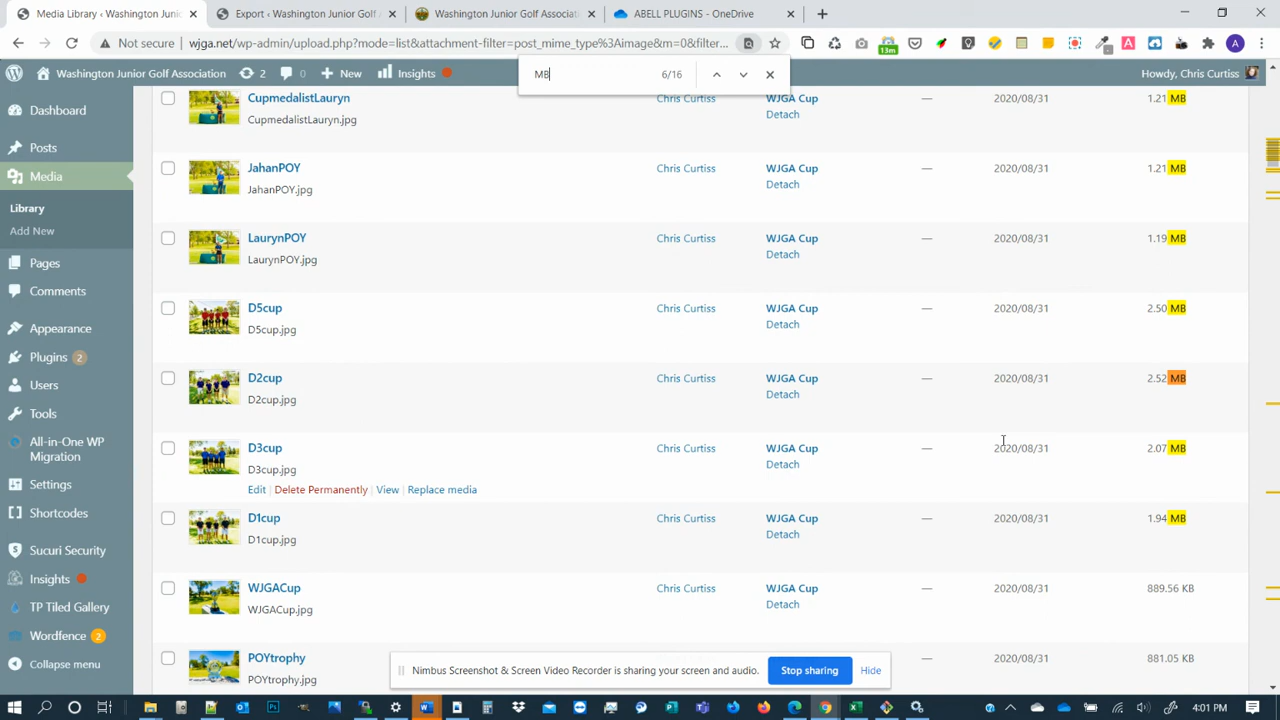 Media Library ‹ Washington Junic
Export ‹ Washington Junior Golf A
Washington Junior Golf Associati
ABELL PLUGINS - OneDrive
Not secure
wjga.net/wp-admin/upload.php?mode=list&attachment-filter=post_mime_type%3Aimage&m=0&filter...
13m
A
A
Washington Junior Golf Association
2
0
New
Insights
MB
6/16
Howdy, Chris Curtiss
Dashboard
Posts
Media
Library
Add New
Pages
Comments
Appearance
Plugins 2
Users
Tools
All-in-One WP
Migration
Settings
Shortcodes
Sucuri Security
Insights
TP Tiled Gallery
Wordfence 2
Collapse menu
CupmedalistLauryn
CupmedalistLauryn.jpg
Chris Curtiss
WJGA Cup
Detach
—
2020/08/31
1.21 MB
JahanPOY
JahanPOY.jpg
Chris Curtiss
WJGA Cup
Detach
—
2020/08/31
1.21 MB
LaurynPOY
LaurynPOY.jpg
Chris Curtiss
WJGA Cup
Detach
—
2020/08/31
1.19 MB
D5cup
D5cup.jpg
Chris Curtiss
WJGA Cup
Detach
—
2020/08/31
2.50 MB
D2cup
D2cup.jpg
Chris Curtiss
WJGA Cup
Detach
—
2020/08/31
2.52 MB
D3cup
D3cup.jpg
Edit | Delete Permanently | View | Replace media
Chris Curtiss
WJGA Cup
Detach
—
2020/08/31
2.07 MB
D1cup
D1cup.jpg
Chris Curtiss
WJGA Cup
Detach
—
2020/08/31
1.94 MB
WJGACup
WJGACup.jpg
Chris Curtiss
WJGA Cup
Detach
—
2020/08/31
889.56 KB
POYtrophy
POYtrophy.jpg
Chris Curtiss
WJGA Cup
—
2020/08/31
881.05 KB
Nimbus Screenshot & Screen Video Recorder is sharing your screen and audio.
Stop sharing
Hide
4:01 PM